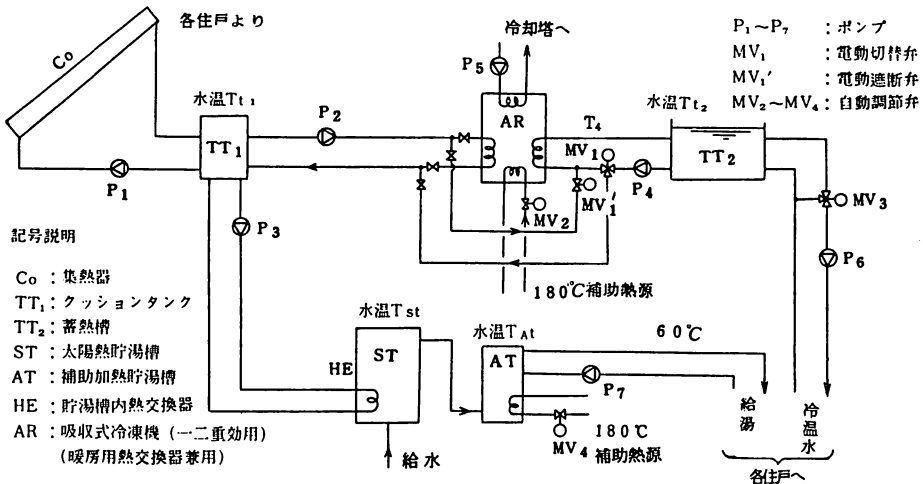 各住戸より
Co
冷却塔へ
P₅
P₁~P₇ : ポンプ
MV₁ : 電動切替弁
MV₁' : 電動遮断弁
MV₂~MV₄ : 自動調節弁
水温Tt₁
P₂
AR
T₄
水温Tt₂
TT₁
MV₁
TT₂
P₁
P₄
MV₂
MV₁'
MV₃
P₃
P₆
180℃補助熱源
記号説明
Co : 集熱器
TT₁ : クッションタンク
TT₂ : 蓄熱槽
ST : 太陽熱貯湯槽
AT : 補助加熱貯湯槽
HE : 貯湯槽内熱交換器
AR : 吸収式冷凍機 (一二重効用)
(暖房用熱交換器兼用)
水温Tst
水温TAt
60℃
HE
ST
AT
P₇
給水
MV₄
180℃
補助熱源
給湯
冷温水
各住戸へ